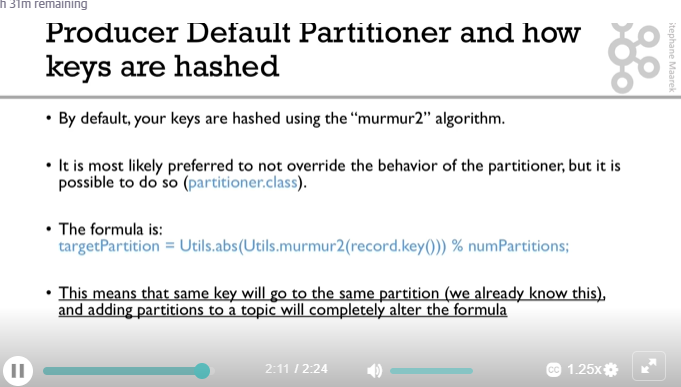 h 31m remaining
Producer Default Partitioner and how
keys are hashed
Stephane Maarek
• By default, your keys are hashed using the “murmur2” algorithm.
• It is most likely preferred to not override the behavior of the partitioner, but it is
possible to do so (partitioner.class).
• The formula is:
targetPartition = Utils.abs(Utils.murmur2(record.key())) % numPartitions;
• This means that same key will go to the same partition (we already know this),
and adding partitions to a topic will completely alter the formula
2:11 / 2:24
CC
1.25x